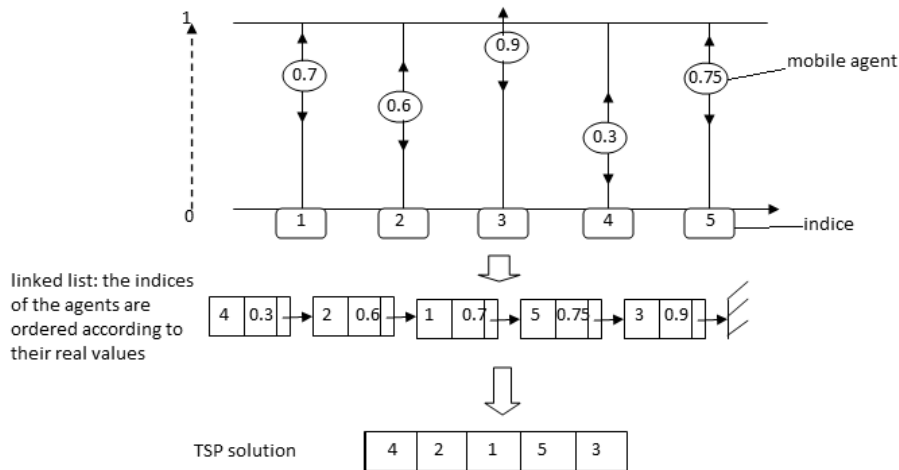 1
0.9
0.7
0.75
mobile agent
0.6
0.3
0
1 2 3 4 5
indice
linked list: the indices
of the agents are
ordered according to
their real values
4 0.3 2 0.6 1 0.7 5 0.75 3 0.9
TSP solution 4 2 1 5 3